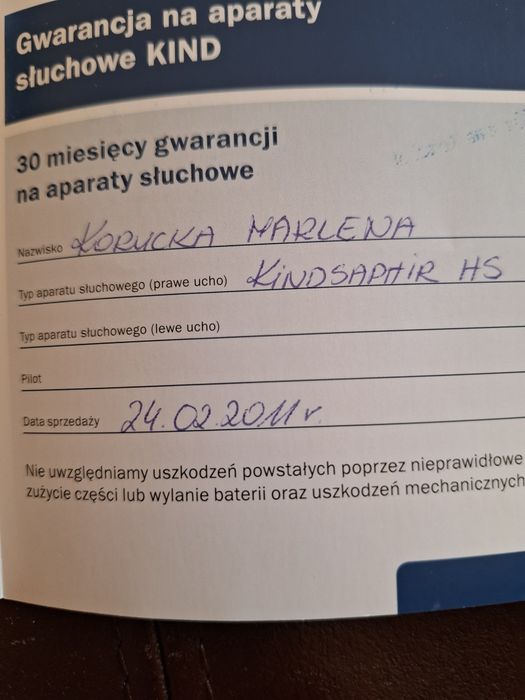 Gwarancja na aparaty
słuchowe KIND
30 miesięcy gwarancji
na aparaty słuchowe
Nazwisko KORYCKA MARLENA
Typ aparatu słuchowego (prawe ucho) KINDSAPHIR HS
Typ aparatu słuchowego (lewe ucho)
Pilot
Data sprzedaży 24.02.2011r.
Nie uwzględniamy uszkodzeń powstałych poprzez nieprawidłowe
zużycie części lub wylanie baterii oraz uszkodzeń mechanicznych